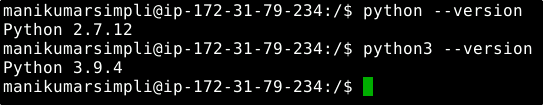 manikumarsimpli@ip-172-31-79-234:/$ python --version
Python 2.7.12
manikumarsimpli@ip-172-31-79-234:/$ python3 --version
Python 3.9.4
manikumarsimpli@ip-172-31-79-234:/$